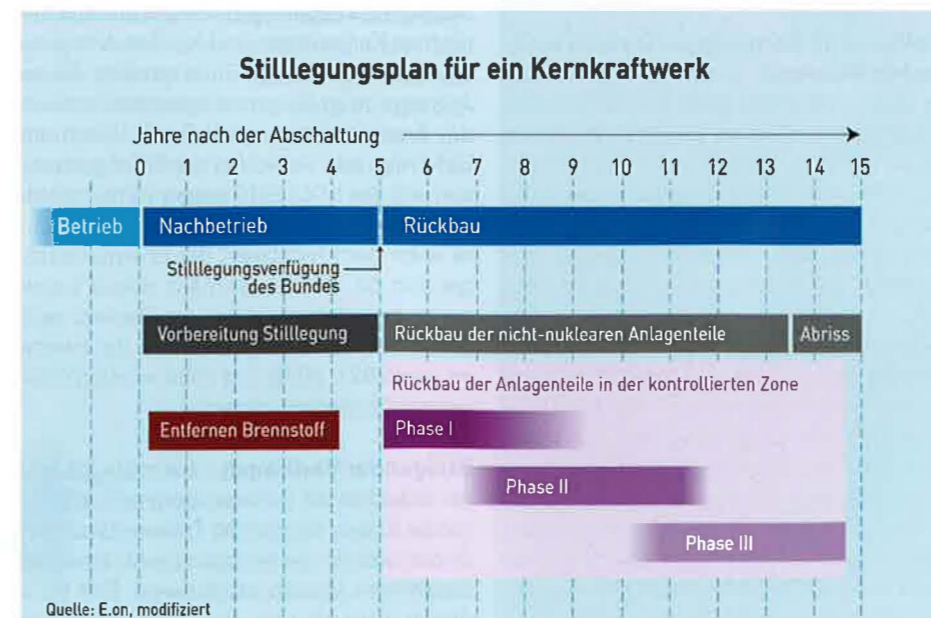 Stilllegungsplan für ein Kernkraftwerk
Jahre nach der Abschaltung
0 1 2 3 4 5 6 7 8 9 10 11 12 13 14 15
Betrieb Nachbetrieb Rückbau
Stilllegungsverfügung
des Bundes
Vorbereitung Stilllegung Rückbau der nicht-nuklearen Anlagenteile Abriss
Rückbau der Anlagenteile in der kontrollierten Zone
Entfernen Brennstoff Phase I
Phase II
Phase III
Quelle: E.on, modifiziert